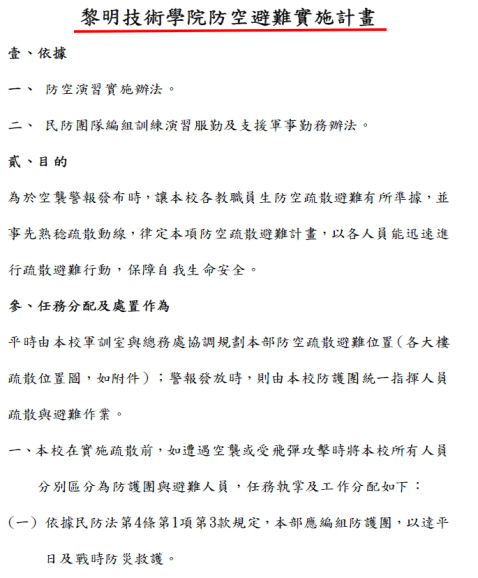 黎明技術學院防空避難實施計畫
壹、依據
一、 防空演習實施辦法。
二、 民防團隊編組訓練演習服勤及支援軍事勤務辦法。
貳、目的
為於空襲警報發布時，讓本校各教職員生防空疏散避難有所準據，並
事先熟稔疏散動線，律定本項防空疏散避難計畫，以各人員能迅速進
行疏散避難行動，保障自我生命安全。
參、任務分配及處置作為
平時由本校軍訓室與總務處協調規劃本部防空疏散避難位置（各大樓
疏散位置圖，如附件）；警報發放時，則由本校防護團統一指揮人員
疏散與避難作業。
一、本校在實施疏散前，如遭遇空襲或受飛彈攻擊時將本校所有人員
分別區分為防護團與避難人員，任務執掌及工作分配如下：
(一) 依據民防法第4條第1項第3款規定，本部應編組防護團，以達平
日及戰時防災救護。